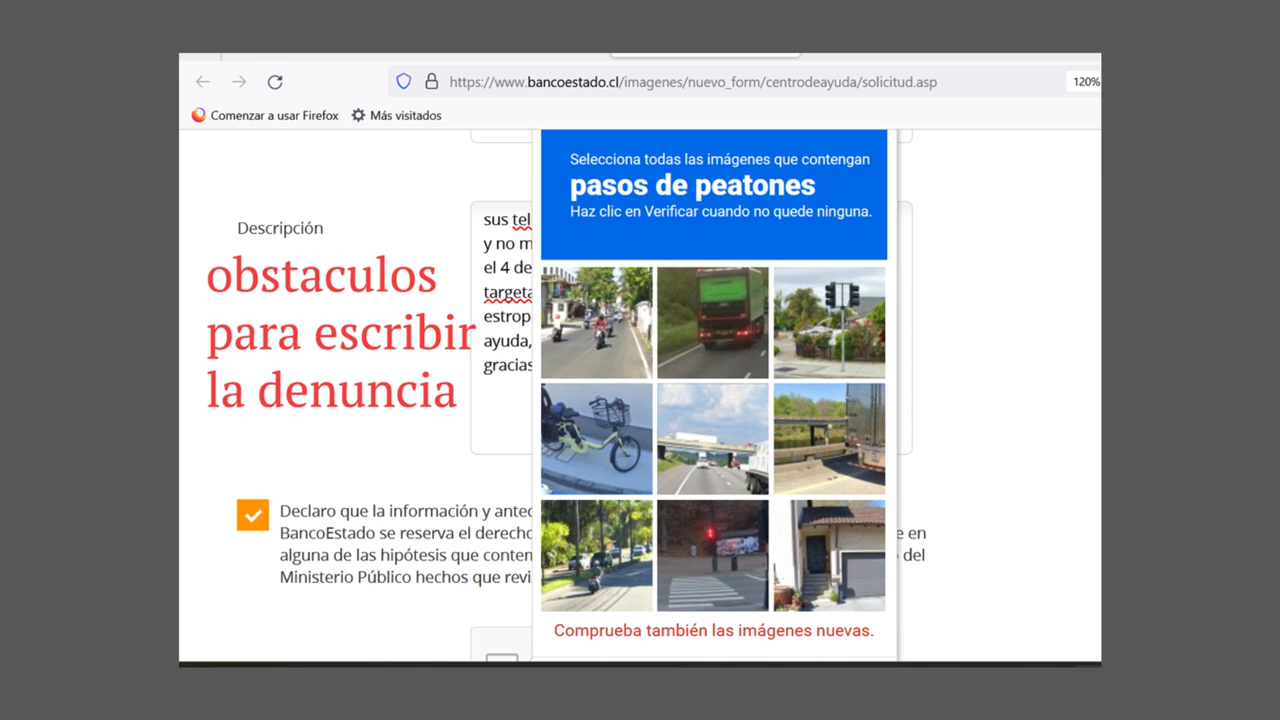 https://www.bancoestado.cl/imagenes/nuevo_form/centrodeayuda/solicitud.asp
120%
Comenzar a usar Firefox
Más visitados
Selecciona todas las imágenes que contengan
pasos de peatones
Haz clic en Verificar cuando no quede ninguna.
Descripción
obstaculos
para escribir
la denuncia
sus tel
y no m
el 4 de
targeta
estrop
ayuda,
gracias
Comprueba también las imágenes nuevas.
Declaro que la información y antec
BancoEstado se reserva el derecho
e en
alguna de las hipótesis que conten
del
Ministerio Público hechos que revi